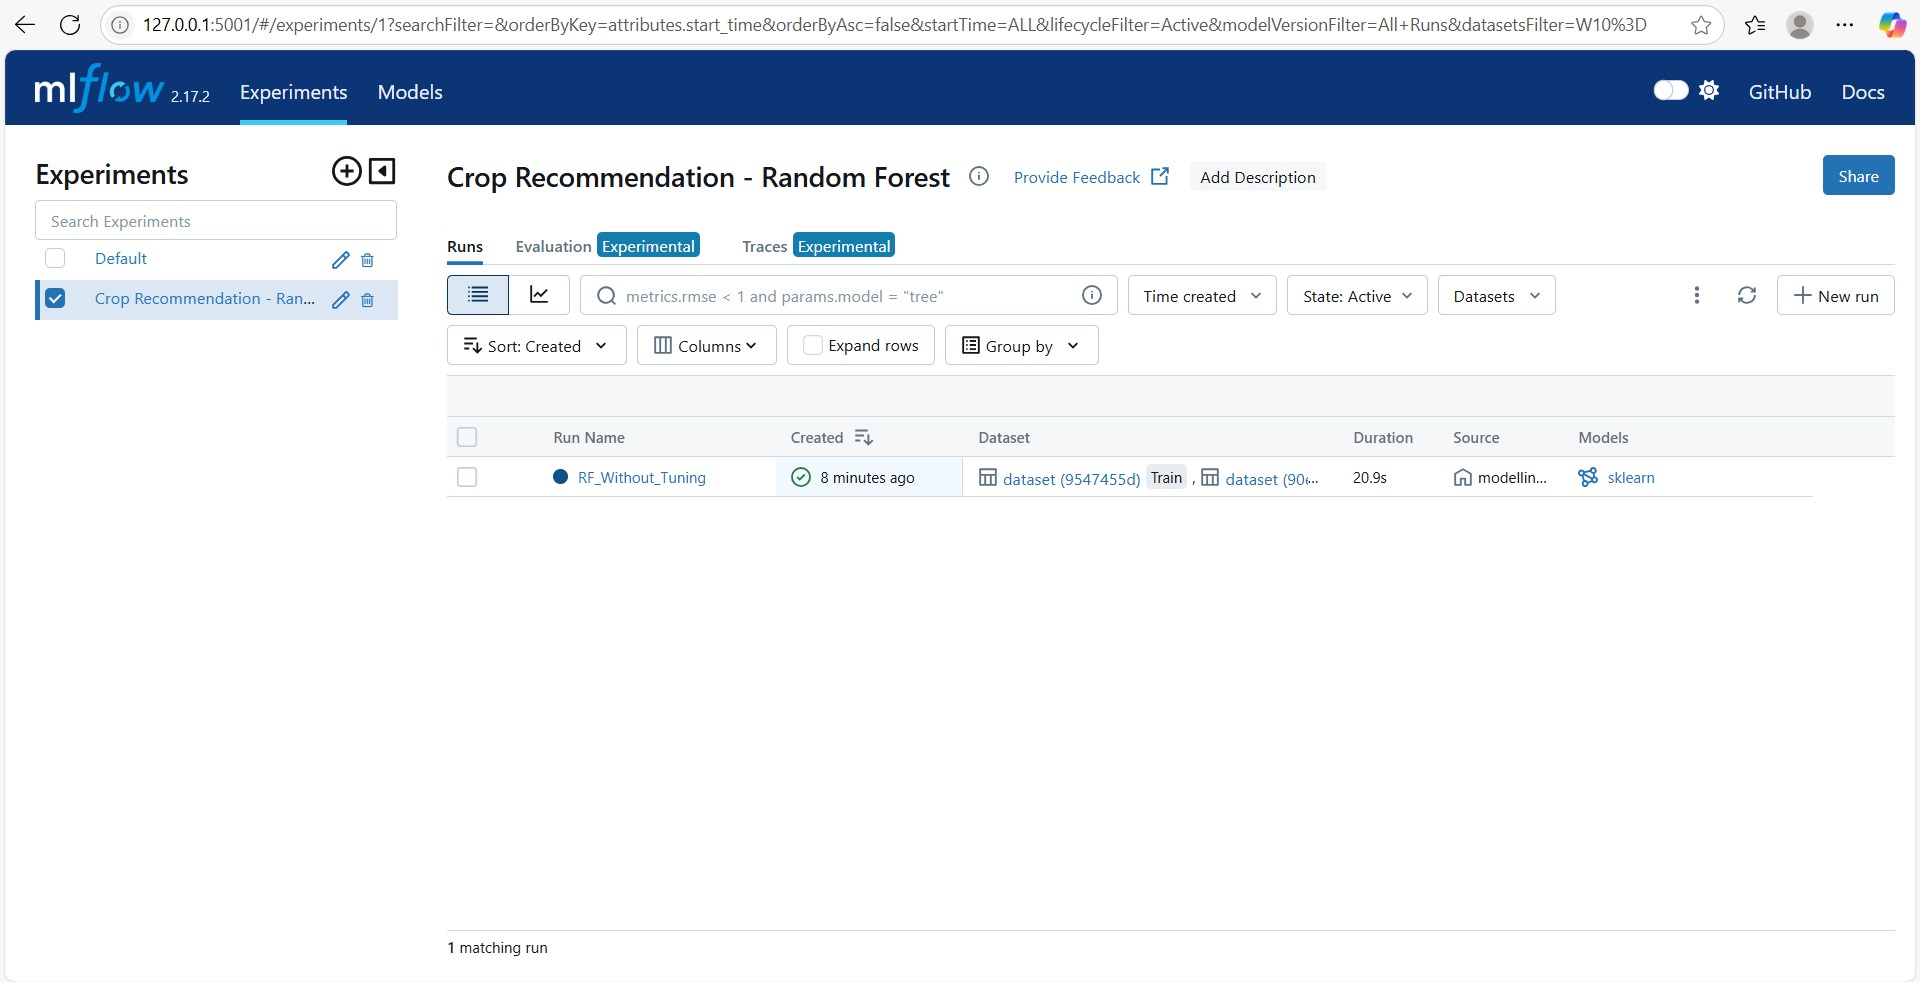 127.0.0.1:5001/#/experiments/1?searchFilter=&orderByKey=attributes.start_time&orderByAsc=false&startTime=ALL&lifecycleFilter=Active&modelVersionFilter=All+Runs&datasetsFilter=W10%3D
mlflow 2.17.2 Experiments Models GitHub Docs
Experiments
Search Experiments
Default
Crop Recommendation - Ran...
Crop Recommendation - Random Forest Provide Feedback Add Description Share
Runs Evaluation Experimental Traces Experimental
metrics.rmse < 1 and params.model = "tree" Time created State: Active Datasets New run
Sort: Created Columns Expand rows Group by
Run Name Created Dataset Duration Source Models
RF_Without_Tuning 8 minutes ago dataset (9547455d) Train , dataset (90... 20.9s modellin... sklearn
1 matching run